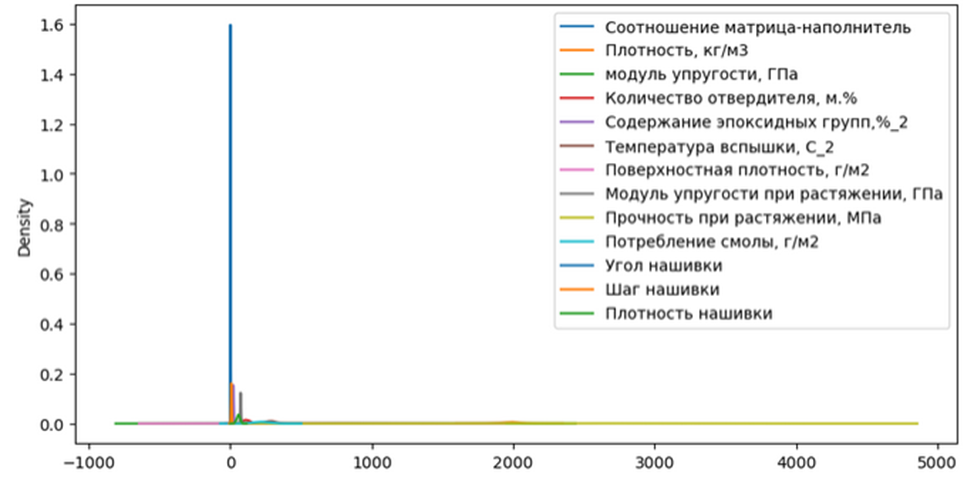 1.6
1.4
1.2
1.0
0.8
0.6
0.4
0.2
0.0
Density
−1000
0
1000
2000
3000
4000
5000
Соотношение матрица-наполнитель
Плотность, кг/м3
модуль упругости, ГПа
Количество отвердителя, м.%
Содержание эпоксидных групп,%_2
Температура вспышки, С_2
Поверхностная плотность, г/м2
Модуль упругости при растяжении, ГПа
Прочность при растяжении, МПа
Потребление смолы, г/м2
Угол нашивки
Шаг нашивки
Плотность нашивки